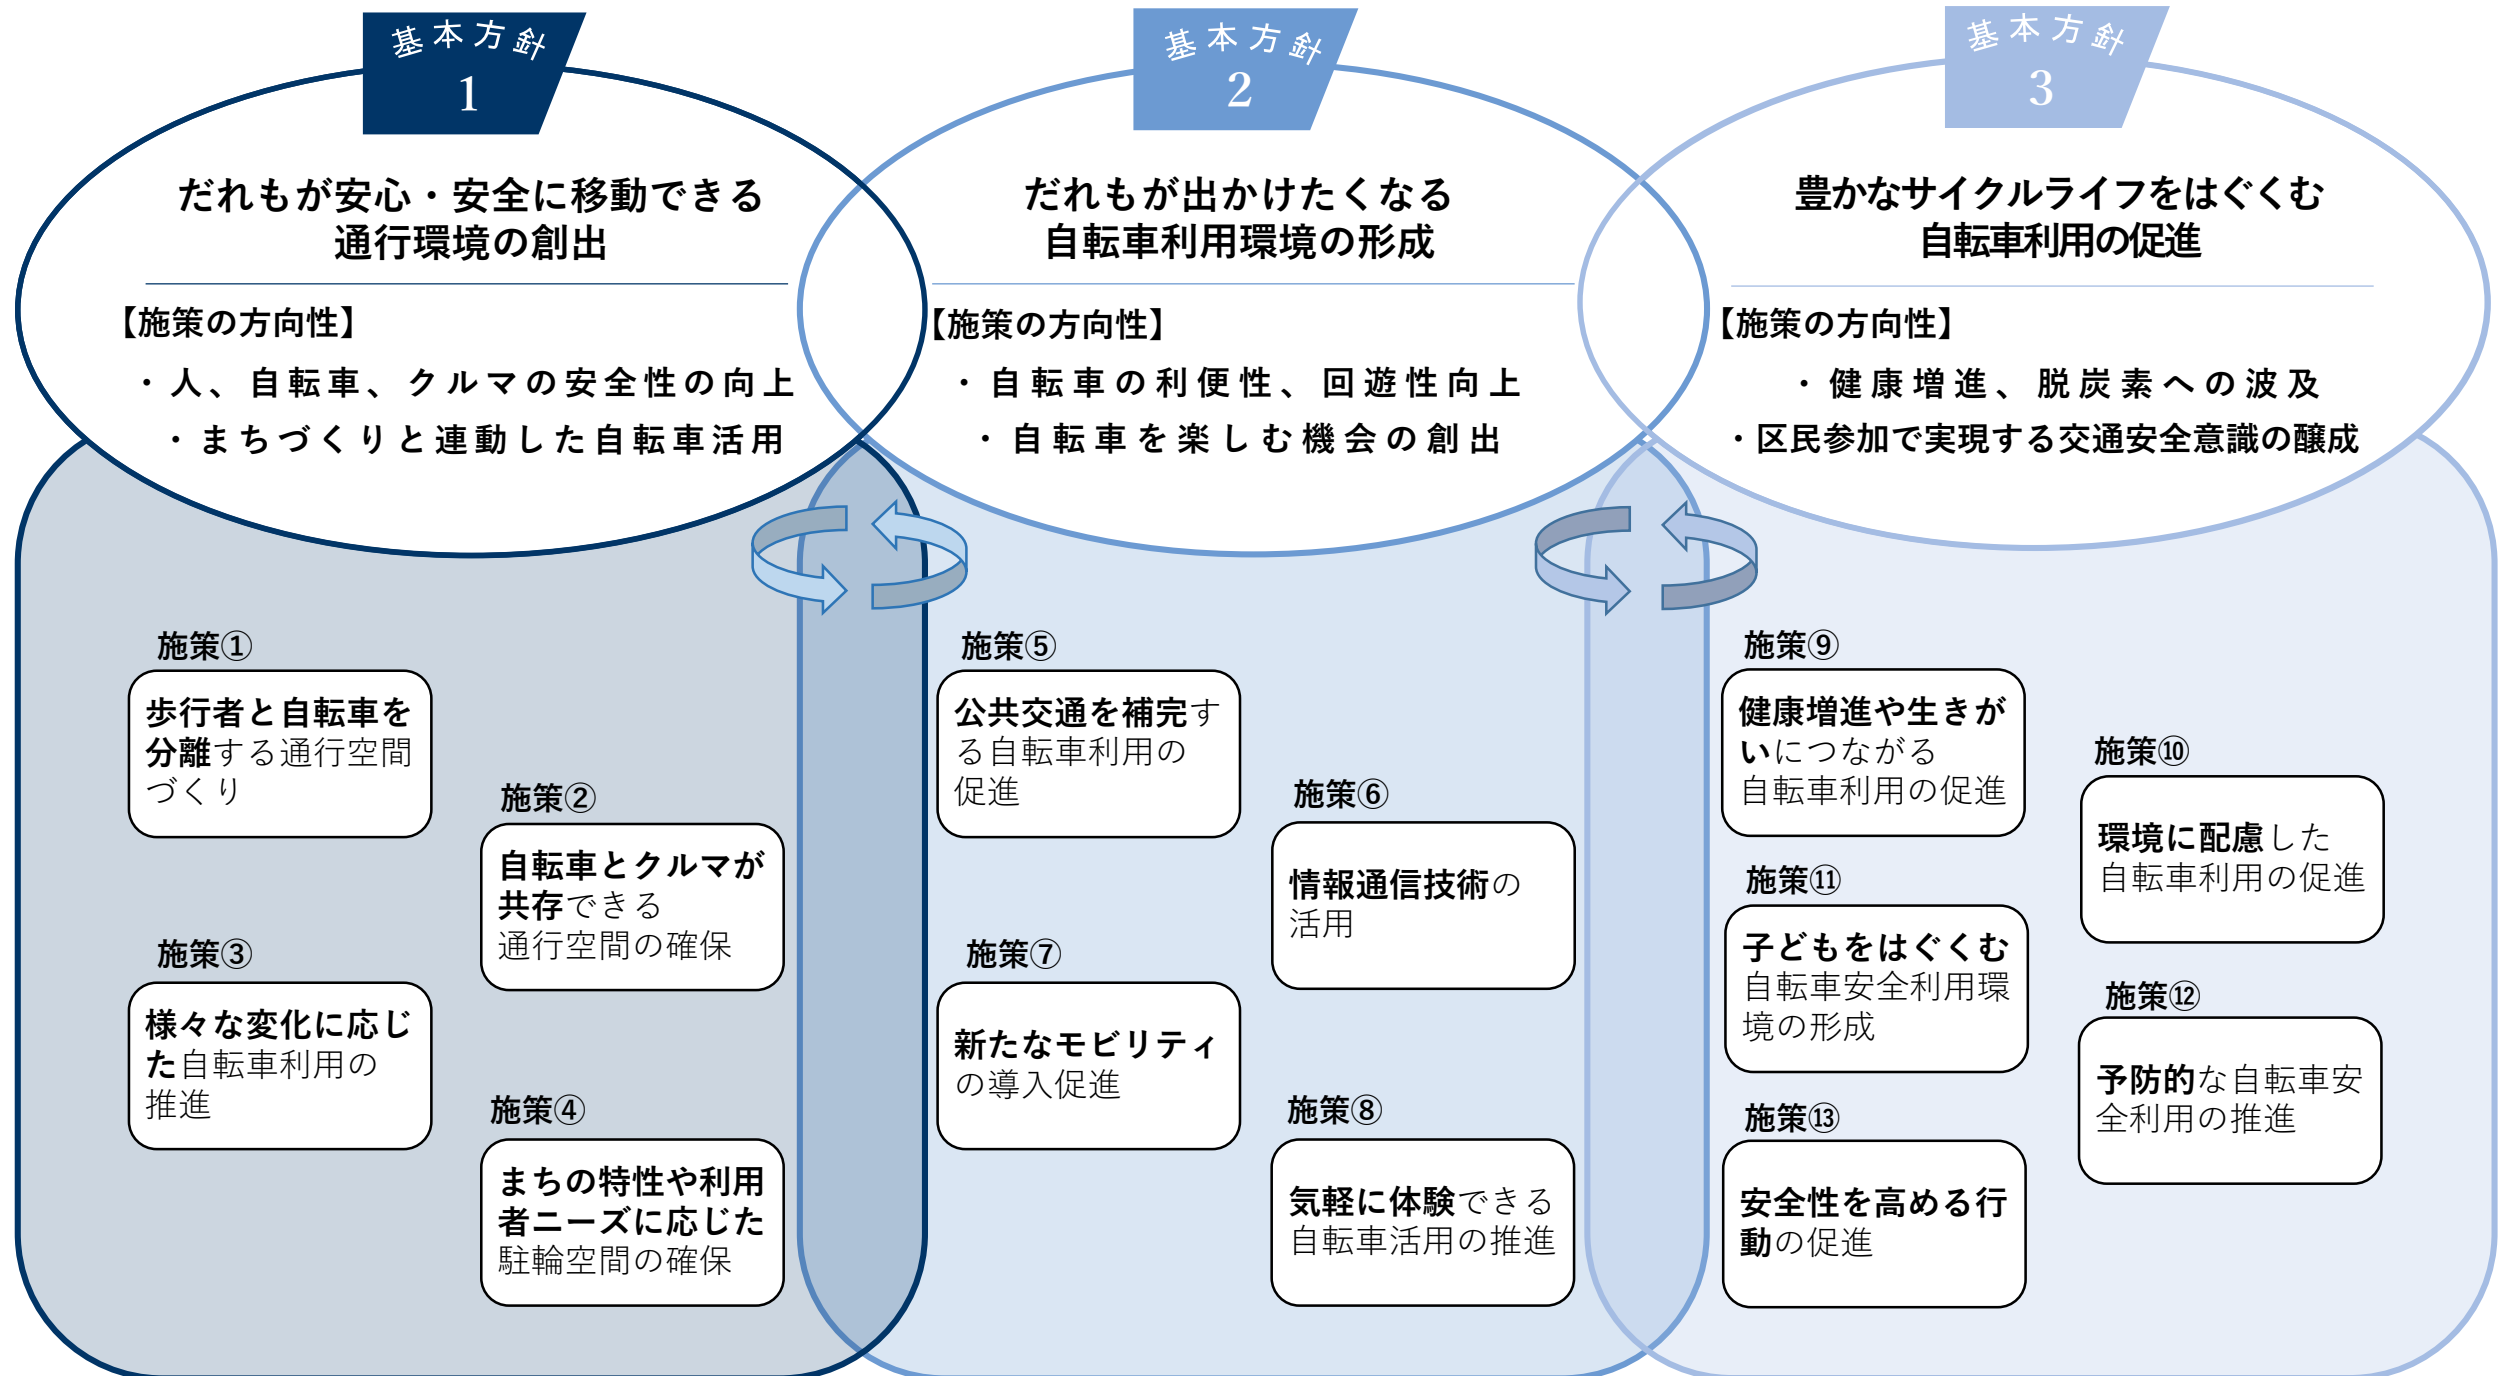 基本方針
1
だれもが安心・安全に移動できる
通行環境の創出
【施策の方向性】
・人、自転車、クルマの安全性の向上
・まちづくりと連動した自転車活用
施策①
歩行者と自転車を
分離する通行空間
づくり
施策②
自転車とクルマが
共存できる
通行空間の確保
施策③
様々な変化に応じ
た自転車利用の
推進
施策④
まちの特性や利用
者ニーズに応じた
駐輪空間の確保
基本方針
2
だれもが出かけたくなる
自転車利用環境の形成
【施策の方向性】
・自転車の利便性、回遊性向上
・自転車を楽しむ機会の創出
施策⑤
公共交通を補完す
る自転車利用の
促進
施策⑥
情報通信技術の
活用
施策⑦
新たなモビリティ
の導入促進
施策⑧
気軽に体験できる
自転車活用の推進
基本方針
3
豊かなサイクルライフをはぐくむ
自転車利用の促進
【施策の方向性】
・健康増進、脱炭素への波及
・区民参加で実現する交通安全意識の醸成
施策⑨
健康増進や生きが
いにつながる
自転車利用の促進
施策⑩
環境に配慮した
自転車利用の促進
施策⑪
子どもをはぐくむ
自転車安全利用環
境の形成
施策⑫
予防的な自転車安
全利用の推進
施策⑬
安全性を高める行
動の促進